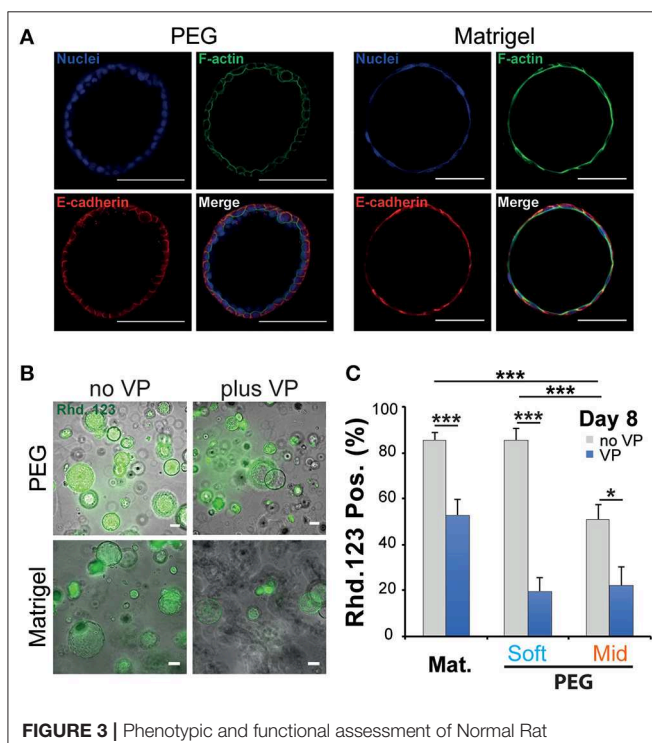 A
PEG
Matrigel
Nuclei
F-actin
Nuclei
F-actin
E-cadherin
Merge
E-cadherin
Merge
B
no VP
plus VP
Rhd. 123
PEG
Matrigel
C
***
***
***
***
*
Day 8
no VP
VP
Rhd.123 Pos. (%)
100
80
60
40
20
0
Mat.
Soft
Mid
PEG
FIGURE 3 | Phenotypic and functional assessment of Normal Rat